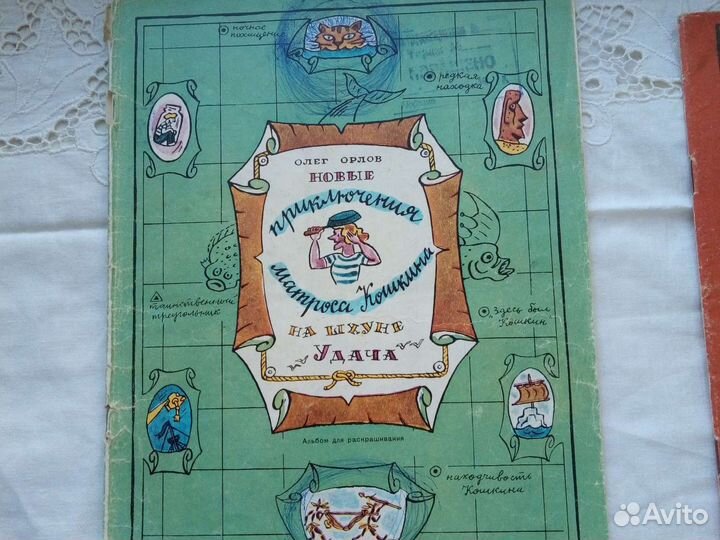 ночное
похищение
редкая
находка
ОЛЕГ ОРЛОВ
НОВЫЕ
приключения
матроса Кошкина
НА ШХУНЕ
„УДАЧА”
таинственный
треугольник
„Здесь был
Кошкин"
Альбом для раскрашивания
находчивость
Кошкина
Avito